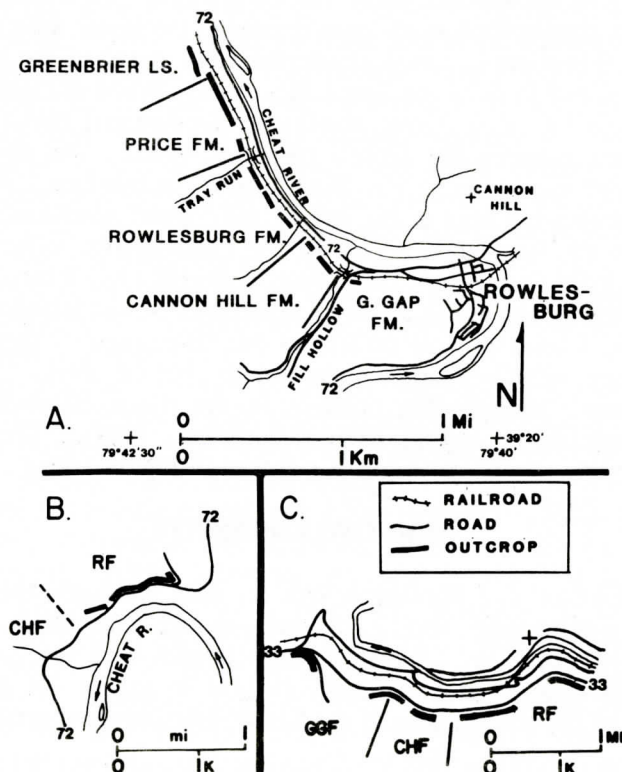 72
GREENBRIER LS.
PRICE FM.
TRAY RUN
CHEAT RIVER
CANNON
HILL
ROWLESBURG FM.
72
CANNON HILL FM.
G. GAP
FM.
ROWLES-
BURG
FILL HOLLOW
72
N
A.
0 1 Mi
79°42'30"
0 1 Km
39°20'
79°40'
B.
72
RF
CHF
CHEAT R.
72
0 mi 1
0 1 K
C.
RAILROAD
ROAD
OUTCROP
33
33
GGF
CHF
RF
0 1 MI
0 1 K